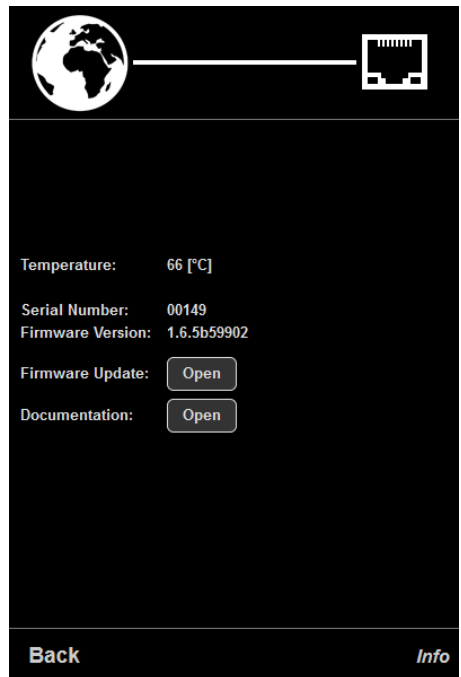 Temperature: 66 [°C]
Serial Number: 00149
Firmware Version: 1.6.5b59902
Firmware Update: Open
Documentation: Open
Back Info